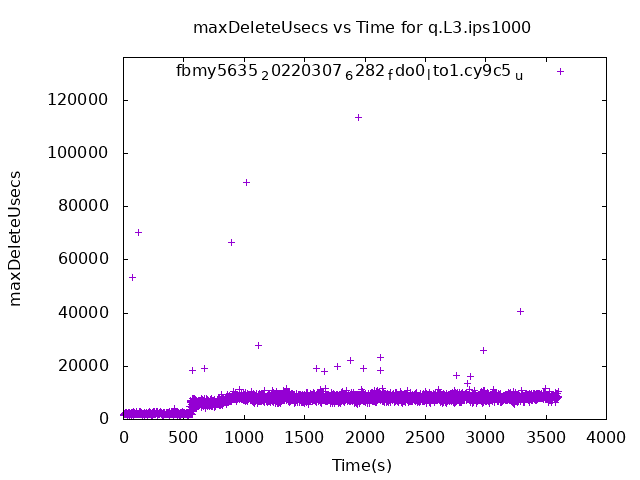 maxDeleteUsecs vs Time for q.L3.ips1000
fbmy5635₂0220307₆282_fdo0_lto1.cy9c5_u
120000
100000
80000
60000
40000
20000
0
maxDeleteUsecs
0 500 1000 1500 2000 2500 3000 3500 4000
Time(s)